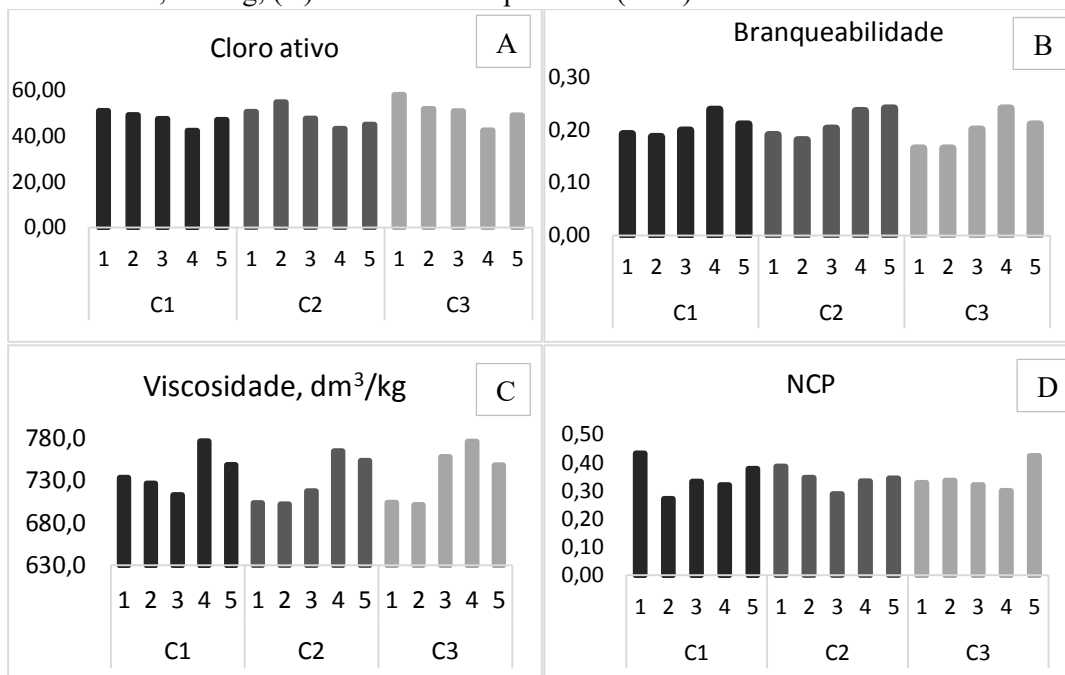 Cloro ativo
A
60,00
40,00
20,00
0,00
1 2 3 4 5 1 2 3 4 5 1 2 3 4 5
C1 C2 C3
Branqueabilidade
B
0,30
0,20
0,10
0,00
1 2 3 4 5 1 2 3 4 5 1 2 3 4 5
C1 C2 C3
Viscosidade, dm³/kg
C
780,0
730,0
680,0
630,0
1 2 3 4 5 1 2 3 4 5 1 2 3 4 5
C1 C2 C3
NCP
D
0,50
0,40
0,30
0,20
0,10
0,00
1 2 3 4 5 1 2 3 4 5 1 2 3 4 5
C1 C2 C3